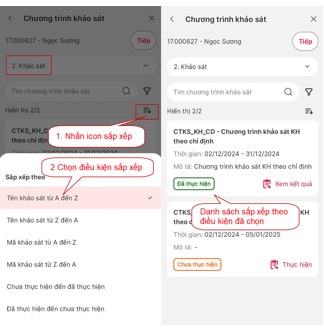 Chương trình khảo sát
17.000627 - Ngọc Sương
Tiếp
2. Khảo sát
Tìm chương trình khảo sát
Hiển thị 2/2
1. Nhấn icon sắp xếp
2.Chọn điều kiện sắp xếp
Sắp xếp theo
Tên khảo sát từ A đến Z
Tên khảo sát từ Z đến A
Mã khảo sát từ A đến Z
Mã khảo sát từ Z đến A
Chưa thực hiện đến đã thực hiện
Đã thực hiện đến chưa thực hiện
Chương trình khảo sát
17.000627 - Ngọc Sương
Tiếp
2. Khảo sát
Tìm chương trình khảo sát
Hiển thị 2/2
CTKS_KH_CD - Chương trình khảo sát KH
theo chỉ định
Thời gian: 02/12/2024 - 31/12/2024
Mô tả: Chương trình khảo sát KH theo chỉ định
Đã thực hiện
Xem kết quả
Danh sách sắp xếp theo
điều kiện đã chọn
CTKS_
theo
Thời gian: 02/12/2024 - 05/01/2025
Mô tả: -
Chưa thực hiện
Thực hiện